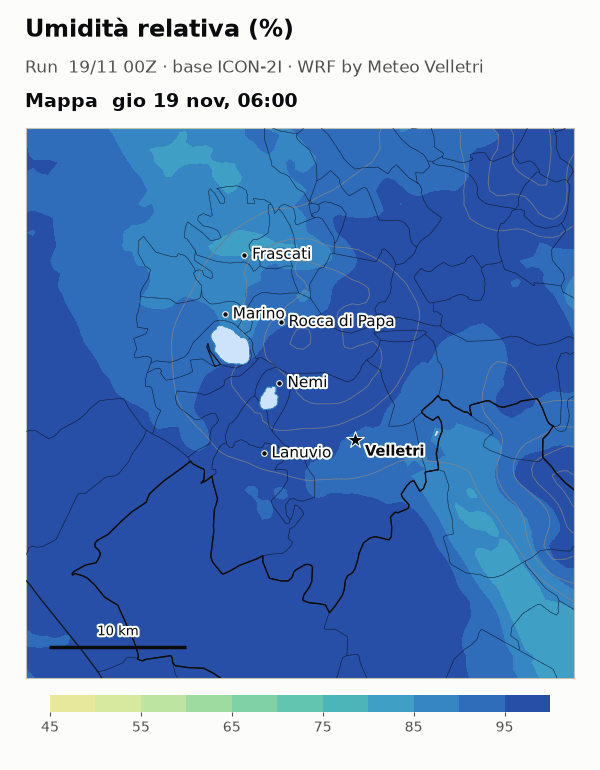 Umidità relativa (%)
Run  19/11 00Z · base ICON-2I · WRF by Meteo Velletri
Mappa  gio 19 nov, 06:00
Frascati
Marino
Rocca di Papa
Nemi
Velletri
Lanuvio
10 km
45 55 65 75 85 95